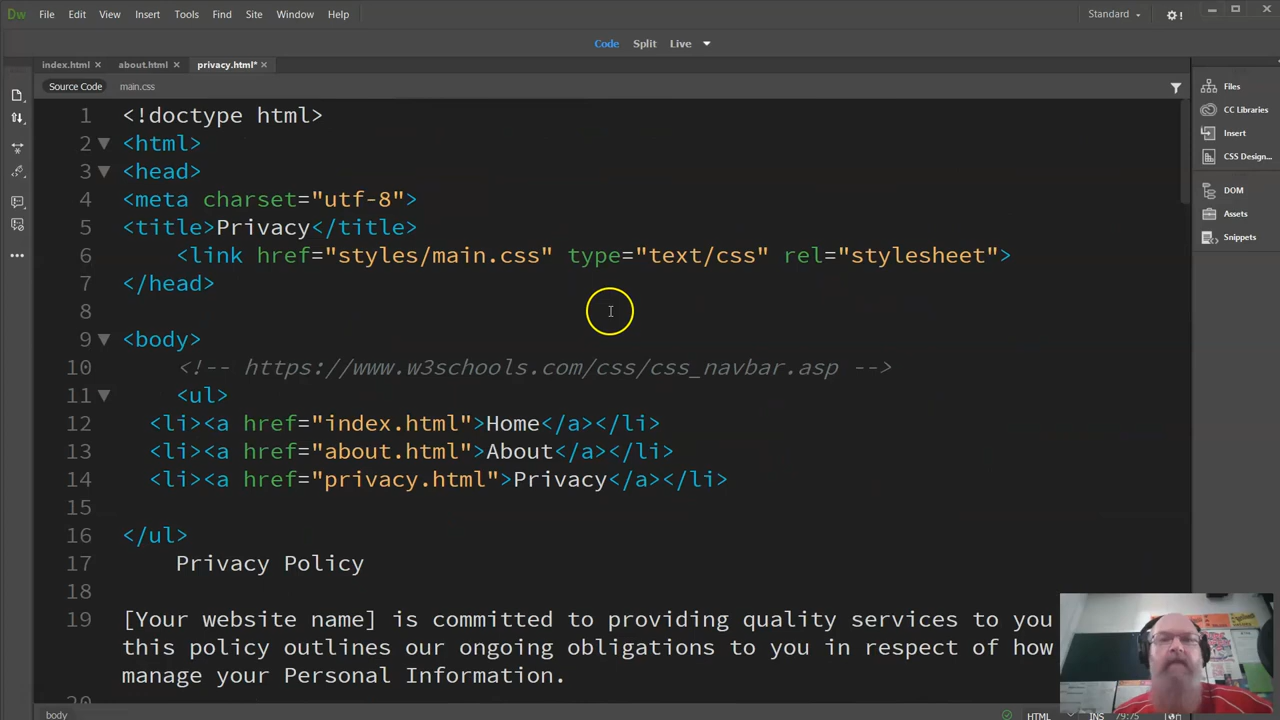 Dw File Edit View Insert Tools Find Site Window Help Standard
Code Split Live
index.html about.html privacy.html*
Source Code main.css
Files
CC Libraries
Insert
CSS Design...
DOM
Assets
Snippets
1 <!doctype html>
2 <html>
3 <head>
4 <meta charset="utf-8">
5 <title>Privacy</title>
6 <link href="styles/main.css" type="text/css" rel="stylesheet">
7 </head>
8
9 <body>
10 <!-- https://www.w3schools.com/css/css_navbar.asp -->
11 <ul>
12 <li><a href="index.html">Home</a></li>
13 <li><a href="about.html">About</a></li>
14 <li><a href="privacy.html">Privacy</a></li>
15
16 </ul>
17 Privacy Policy
18
19 [Your website name] is committed to providing quality services to you
this policy outlines our ongoing obligations to you in respect of how
manage your Personal Information.
20
body HTML INS 79:75